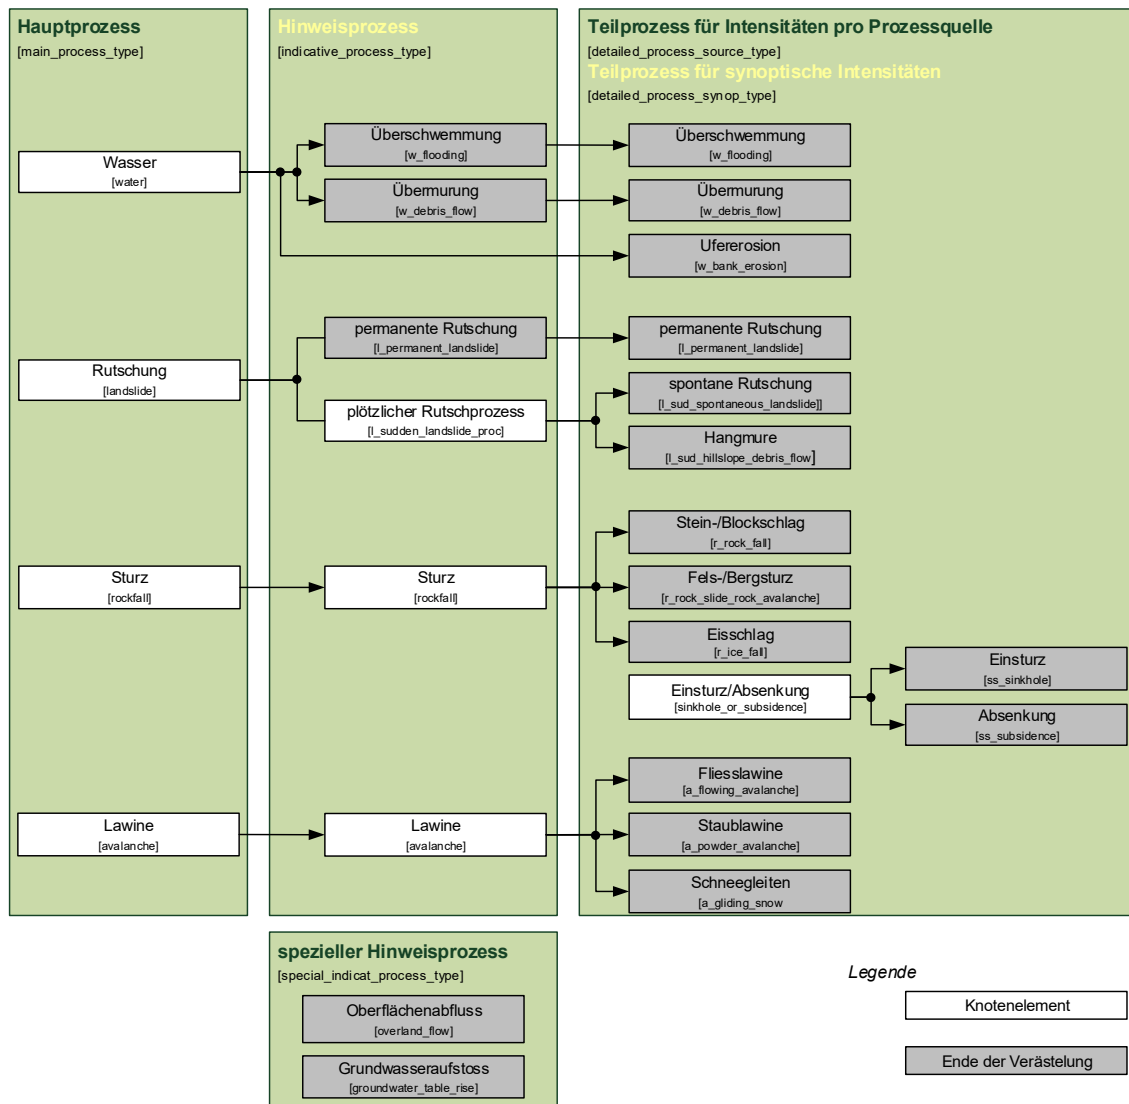 Hauptprozess
[main_process_type]
Hinweisprozess
[indicative_process_type]
Teilprozess für Intensitäten pro Prozessquelle
[detailed_process_source_type]
Teilprozess für synoptische Intensitäten
[detailed_process_synop_type]
Wasser
[water]
Überschwemmung
[w_flooding]
Überschwemmung
[w_flooding]
Übermurung
[w_debris_flow]
Übermurung
[w_debris_flow]
Ufererosion
[w_bank_erosion]
Rutschung
[landslide]
permanente Rutschung
[l_permanent_landslide]
permanente Rutschung
[l_permanent_landslide]
plötzlicher Rutschprozess
[l_sudden_landslide_proc]
spontane Rutschung
[l_sud_spontaneous_landslide]]
Hangmure
[l_sud_hillslope_debris_flow]
Sturz
[rockfall]
Sturz
[rockfall]
Stein-/Blockschlag
[r_rock_fall]
Fels-/Bergsturz
[r_rock_slide_rock_avalanche]
Eisschlag
[r_ice_fall]
Einsturz/Absenkung
[sinkhole_or_subsidence]
Einsturz
[ss_sinkhole]
Absenkung
[ss_subsidence]
Lawine
[avalanche]
Lawine
[avalanche]
Fliesslawine
[a_flowing_avalanche]
Staublawine
[a_powder_avalanche]
Schneegleiten
[a_gliding_snow
spezieller Hinweisprozess
[special_indicat_process_type]
Oberflächenabfluss
[overland_flow]
Grundwasseraufstoss
[groundwater_table_rise]
Legende
Knotenelement
Ende der Verästelung